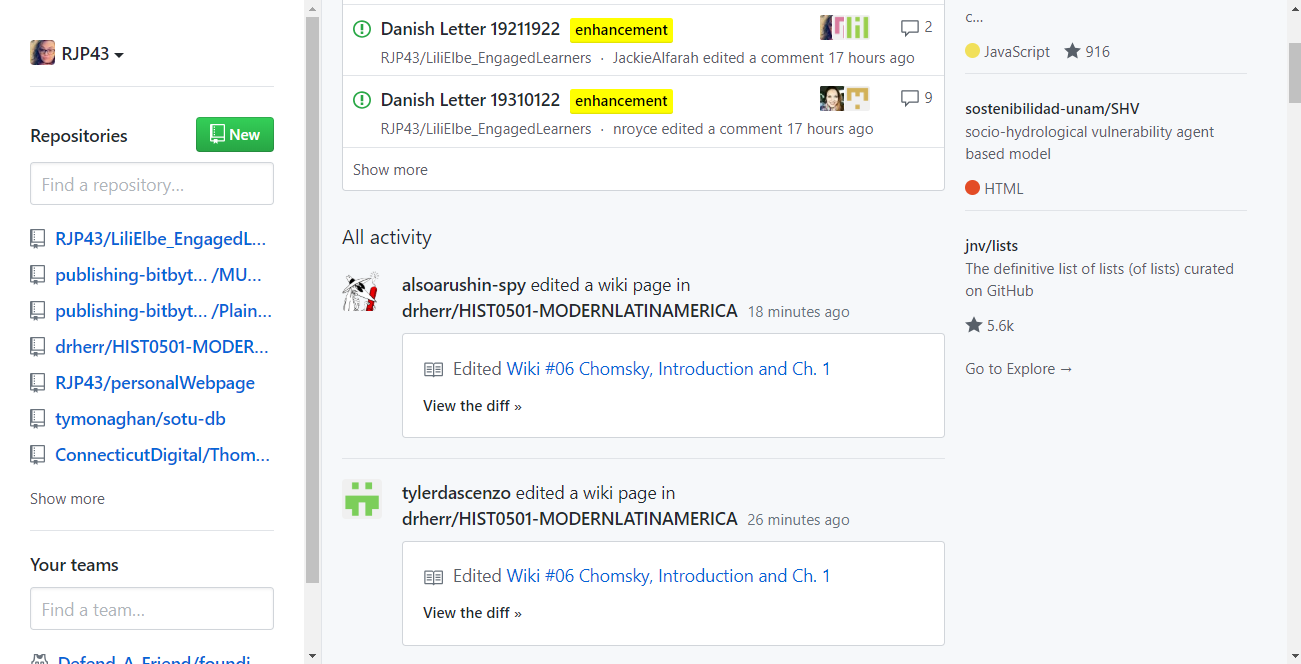 RJP43
Repositories
New
Find a repository...
RJP43/LiliElbe_EngagedL...
publishing-bitbyt... /MU...
publishing-bitbyt... /Plain...
drherr/HIST0501-MODER...
RJP43/personalWebpage
tymonaghan/sotu-db
ConnecticutDigital/Thom...
Show more
Your teams
Find a team...
Defend-A-Friend/foundi...
Danish Letter 19211922 enhancement 2
RJP43/LiliElbe_EngagedLearners · JackieAlfarah edited a comment 17 hours ago
Danish Letter 19310122 enhancement 9
RJP43/LiliElbe_EngagedLearners · nroyce edited a comment 17 hours ago
Show more
All activity
alsoarushin-spy edited a wiki page in
drherr/HIST0501-MODERNLATINAMERICA 18 minutes ago
Edited Wiki #06 Chomsky, Introduction and Ch. 1
View the diff »
tylerdascenzo edited a wiki page in
drherr/HIST0501-MODERNLATINAMERICA 26 minutes ago
Edited Wiki #06 Chomsky, Introduction and Ch. 1
View the diff »
c...
JavaScript 916
sostenibilidad-unam/SHV
socio-hydrological vulnerability agent
based model
HTML
jnv/lists
The definitive list of lists (of lists) curated
on GitHub
5.6k
Go to Explore →